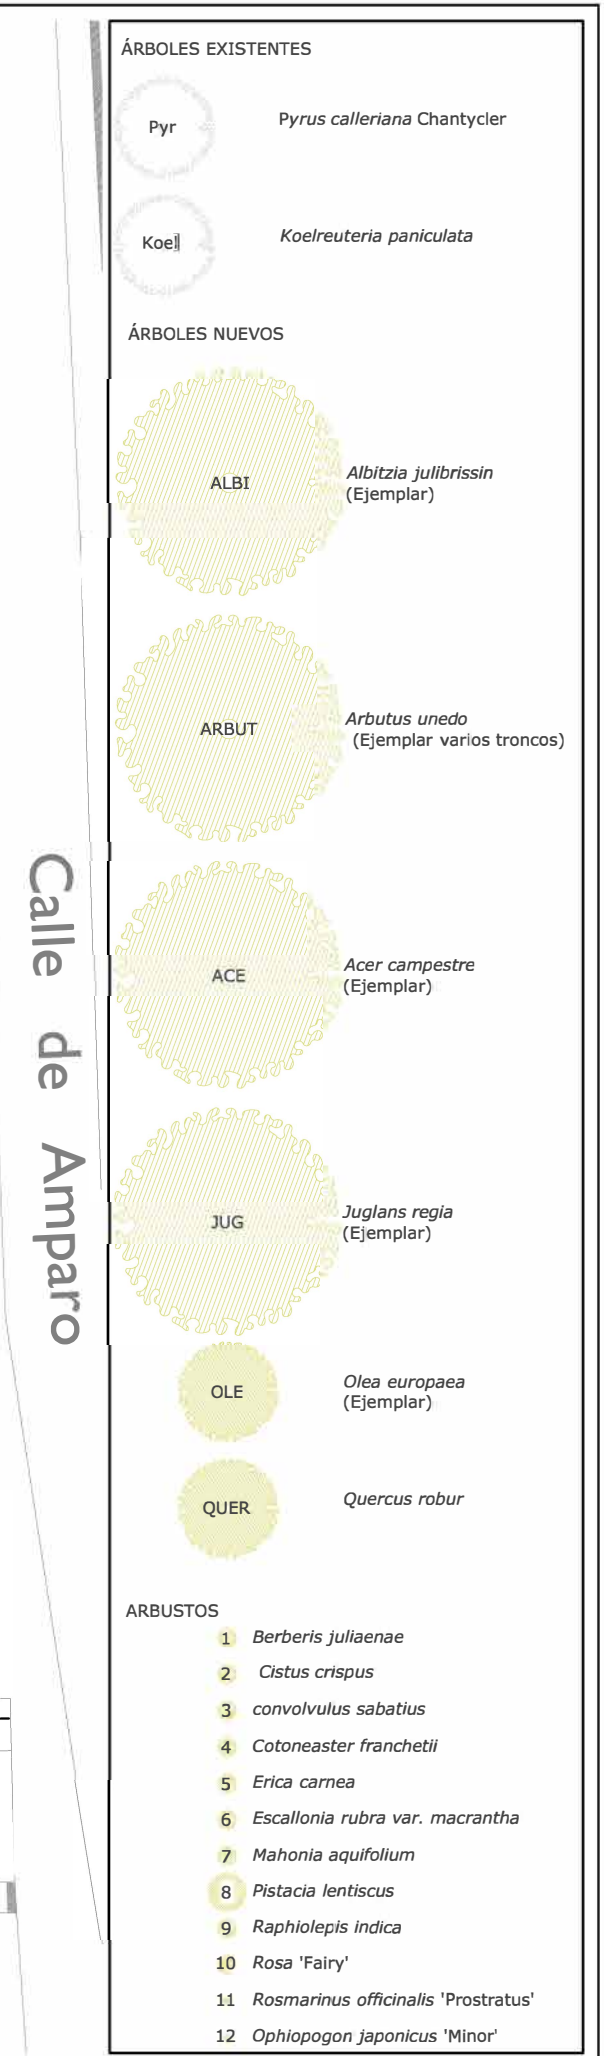 ÁRBOLES EXISTENTES
Pyr
Pyrus calleriana Chantycler
Koel
Koelreuteria paniculata
ÁRBOLES NUEVOS
ALBI
Albitzia julibrissin
(Ejemplar)
ARBUT
Arbutus unedo
(Ejemplar varios troncos)
ACE
Acer campestre
(Ejemplar)
JUG
Juglans regia
(Ejemplar)
OLE
Olea europaea
(Ejemplar)
QUER
Quercus robur
ARBUSTOS
1 Berberis juliaenae
2 Cistus crispus
3 convolvulus sabatius
4 Cotoneaster franchetii
5 Erica carnea
6 Escallonia rubra var. macrantha
7 Mahonia aquifolium
8 Pistacia lentiscus
9 Raphiolepis indica
10 Rosa 'Fairy'
11 Rosmarinus officinalis 'Prostratus'
12 Ophiopogon japonicus 'Minor'
Calle de Amparo